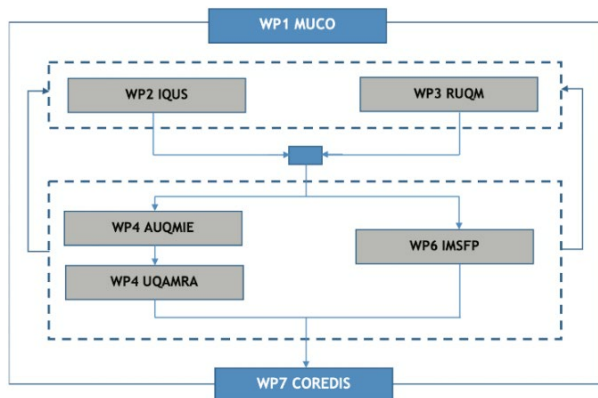 WP1 MUCO
WP2 IQUS
WP3 RUQM
WP4 AUQMIE
WP6 IMSFP
WP4 UQAMRA
WP7 COREDIS